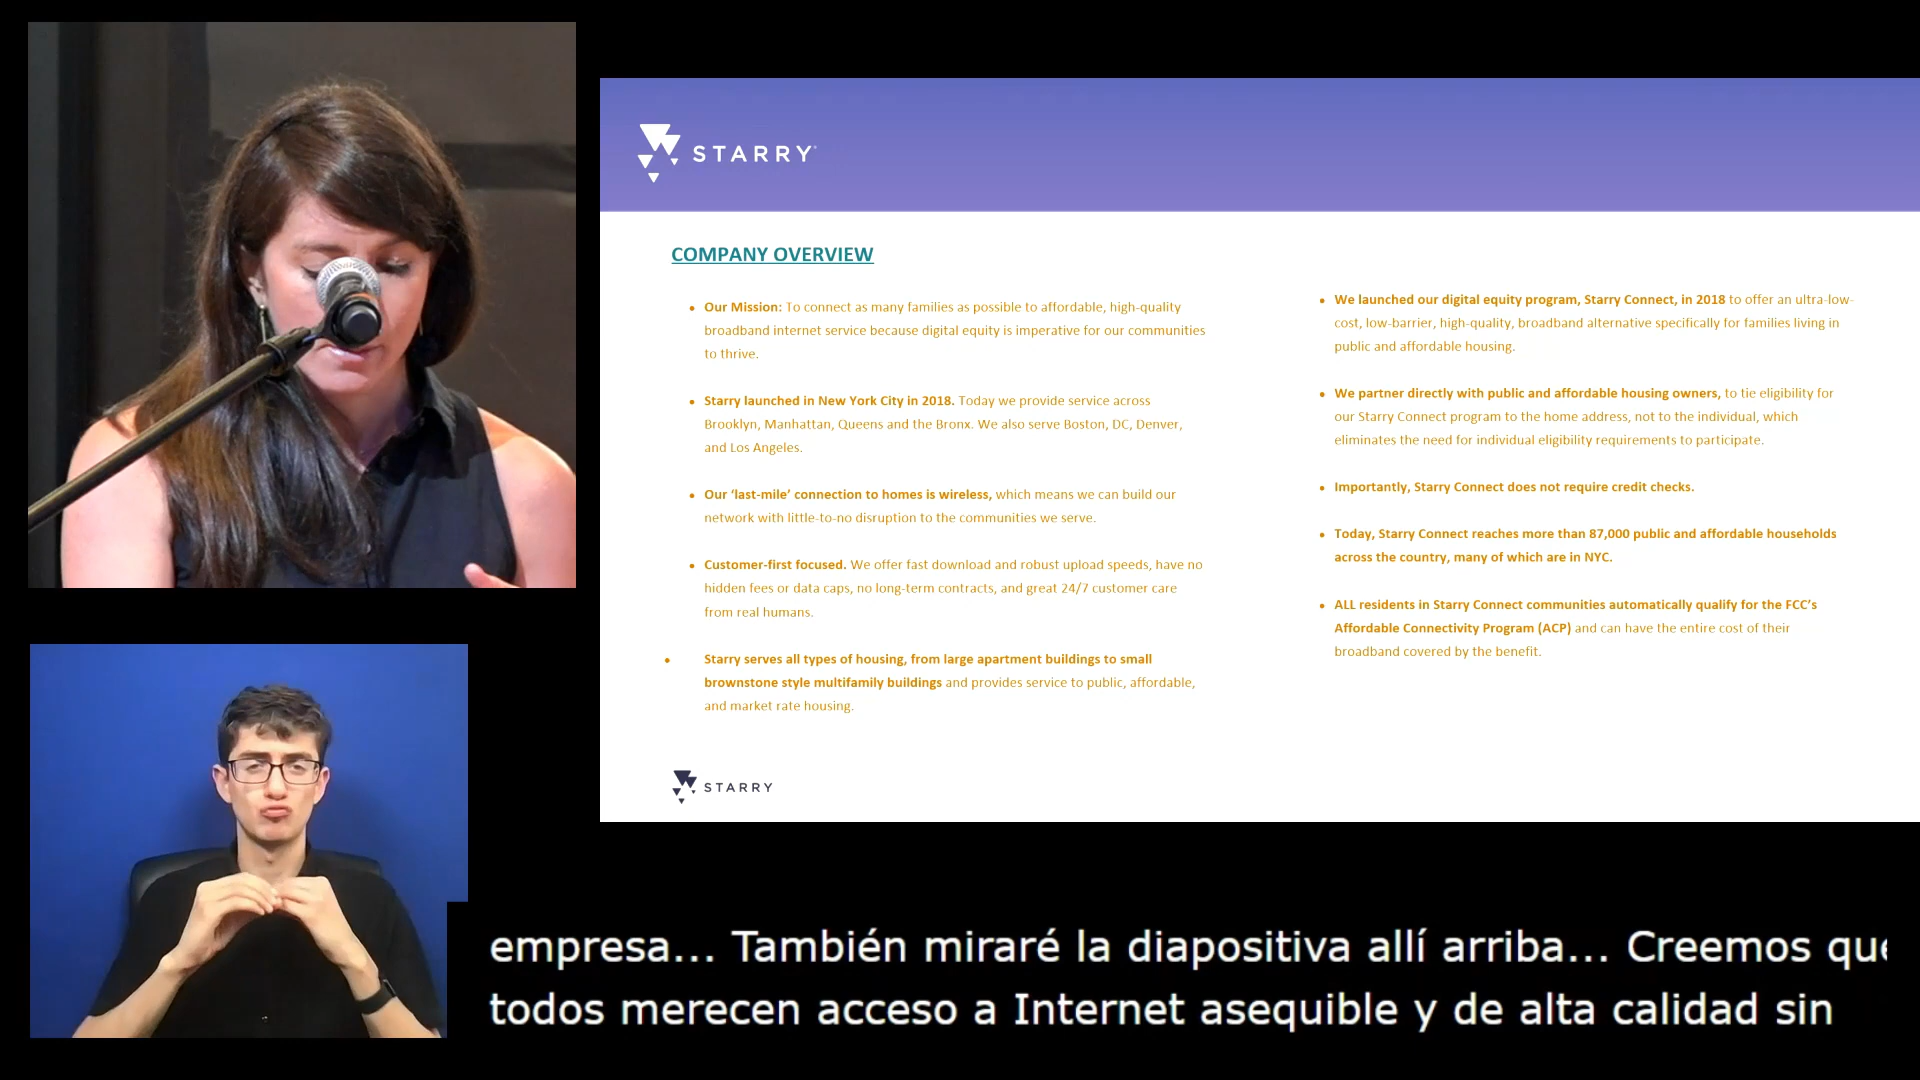 STARRY
COMPANY OVERVIEW
• Our Mission: To connect as many families as possible to affordable, high-quality
broadband internet service because digital equity is imperative for our communities
to thrive.
• Starry launched in New York City in 2018. Today we provide service across
Brooklyn, Manhattan, Queens and the Bronx. We also serve Boston, DC, Denver,
and Los Angeles.
• Our ‘last-mile’ connection to homes is wireless, which means we can build our
network with little-to-no disruption to the communities we serve.
• Customer-first focused. We offer fast download and robust upload speeds, have no
hidden fees or data caps, no long-term contracts, and great 24/7 customer care
from real humans.
• Starry serves all types of housing, from large apartment buildings to small
brownstone style multifamily buildings and provides service to public, affordable,
and market rate housing.
• We launched our digital equity program, Starry Connect, in 2018 to offer an ultra-low-
cost, low-barrier, high-quality, broadband alternative specifically for families living in
public and affordable housing.
• We partner directly with public and affordable housing owners, to tie eligibility for
our Starry Connect program to the home address, not to the individual, which
eliminates the need for individual eligibility requirements to participate.
• Importantly, Starry Connect does not require credit checks.
• Today, Starry Connect reaches more than 87,000 public and affordable households
across the country, many of which are in NYC.
• ALL residents in Starry Connect communities automatically qualify for the FCC’s
Affordable Connectivity Program (ACP) and can have the entire cost of their
broadband covered by the benefit.
STARRY
empresa... También miraré la diapositiva allí arriba... Creemos que
todos merecen acceso a Internet asequible y de alta calidad sin